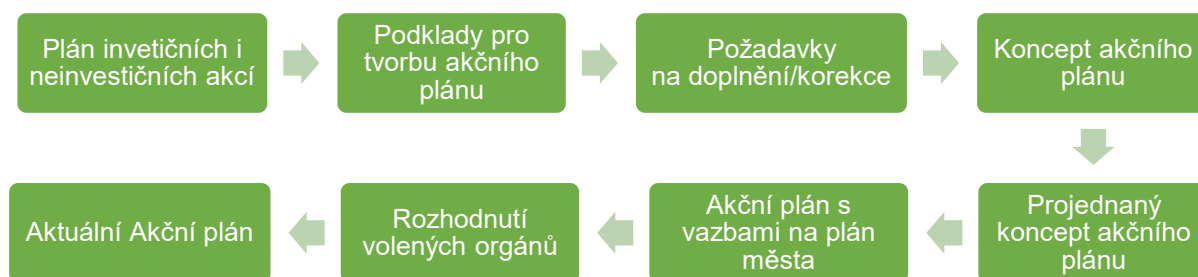 Plán invetičních i
neinvestičních akcí
Podklady pro
tvorbu akčního
plánu
Požadavky
na doplnění/korekce
Koncept akčního
plánu
Projednaný
koncept akčního
plánu
Akční plán s
vazbami na plán
města
Rozhodnutí
volených orgánů
Aktuální Akční plán